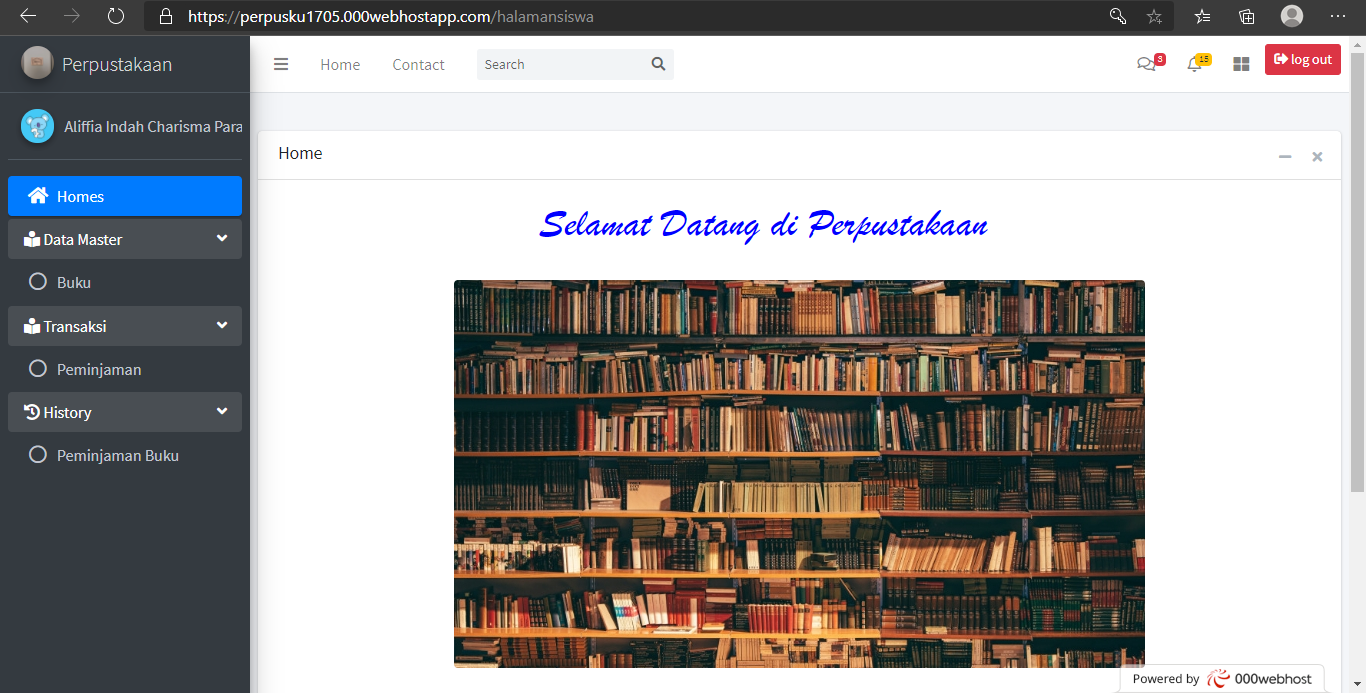 https://perpusku1705.000webhostapp.com/halamansiswa
Perpustakaan
Home
Contact
Search
3
15
log out
Aliffia Indah Charisma Para
Homes
Data Master
Buku
Transaksi
Peminjaman
History
Peminjaman Buku
Home
Selamat Datang di Perpustakaan
Powered by 000webhost